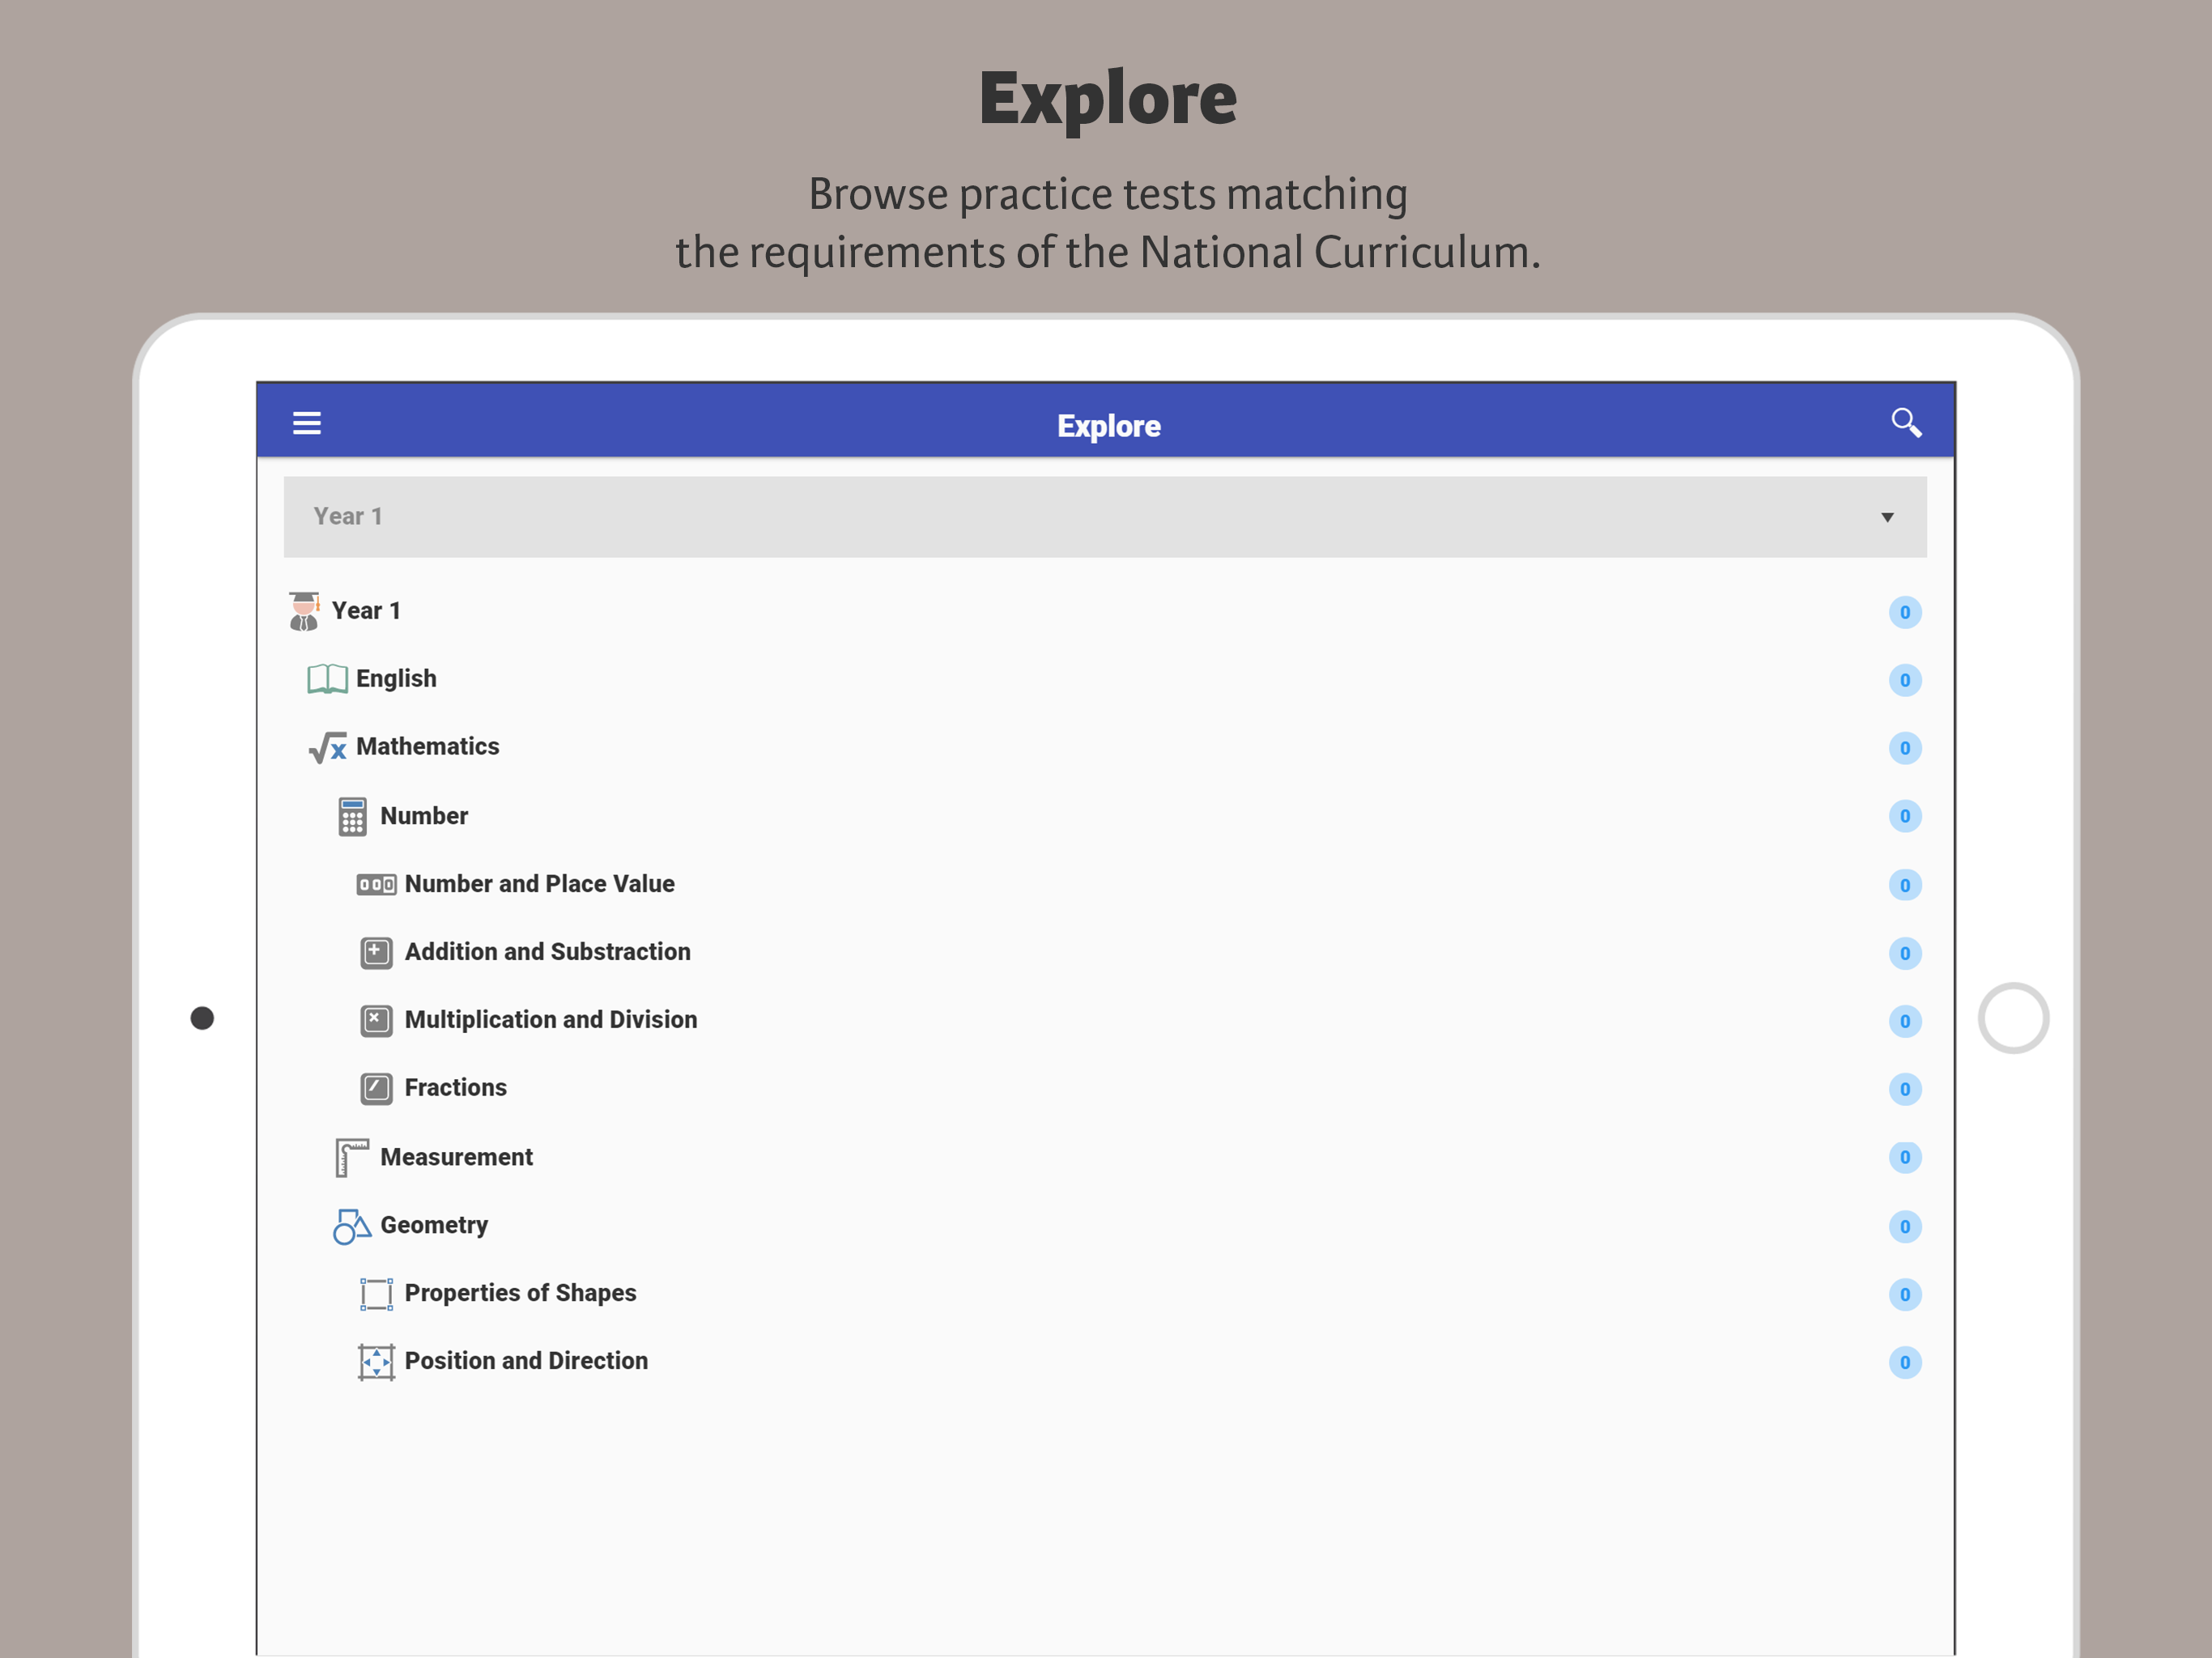 Explore
Browse practice tests matching
the requirements of the National Curriculum.
Explore
Year 1
Year 1 0
English 0
Mathematics 0
Number 0
Number and Place Value 0
Addition and Substraction 0
Multiplication and Division 0
Fractions 0
Measurement 0
Geometry 0
Properties of Shapes 0
Position and Direction 0